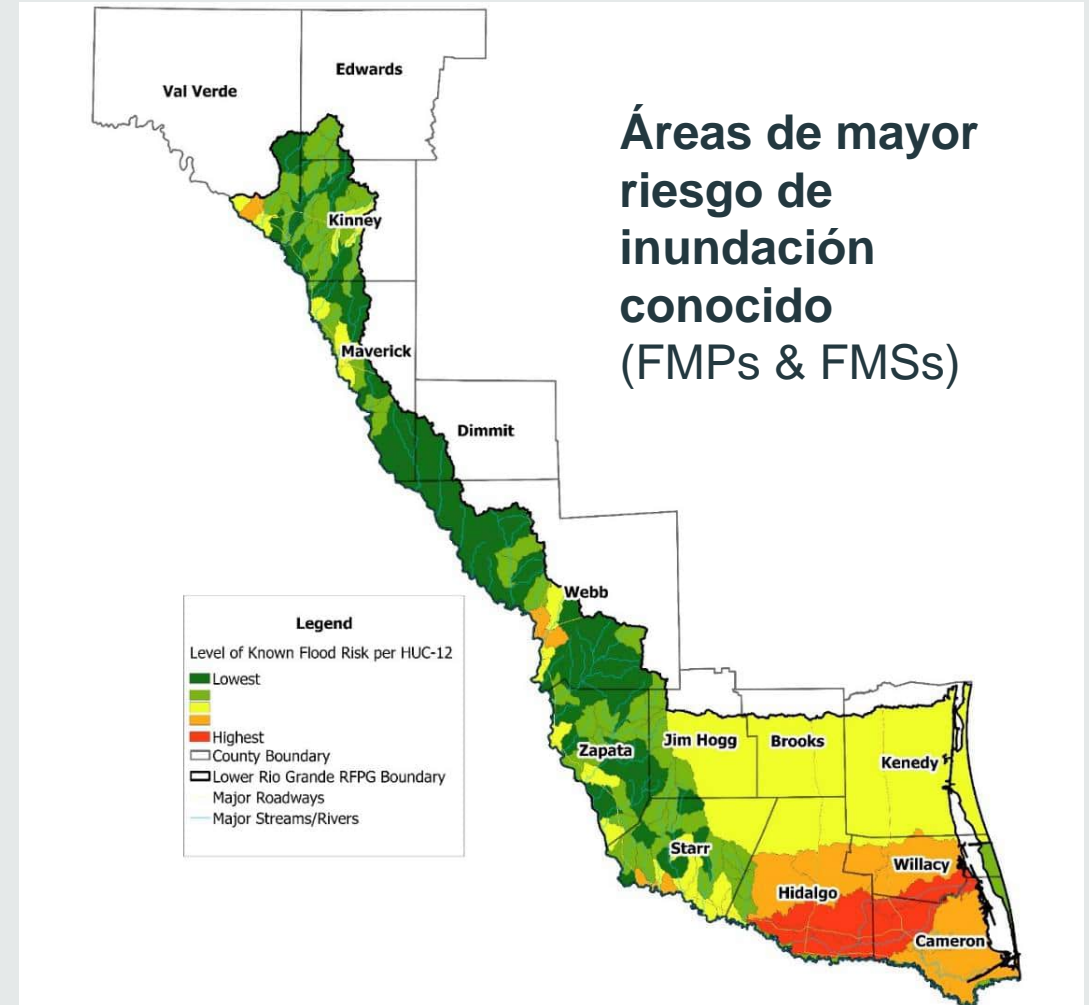 Val Verde
Edwards
Áreas de mayor
riesgo de
inundación
conocido
(FMPs & FMSs)
Kinney
Maverick
Dimmit
Webb
Legend
Level of Known Flood Risk per HUC-12
Lowest
Highest
County Boundary
Lower Rio Grande RFPG Boundary
Major Roadways
Major Streams/Rivers
Zapata
Jim Hogg
Brooks
Kenedy
Starr
Willacy
Hidalgo
Cameron